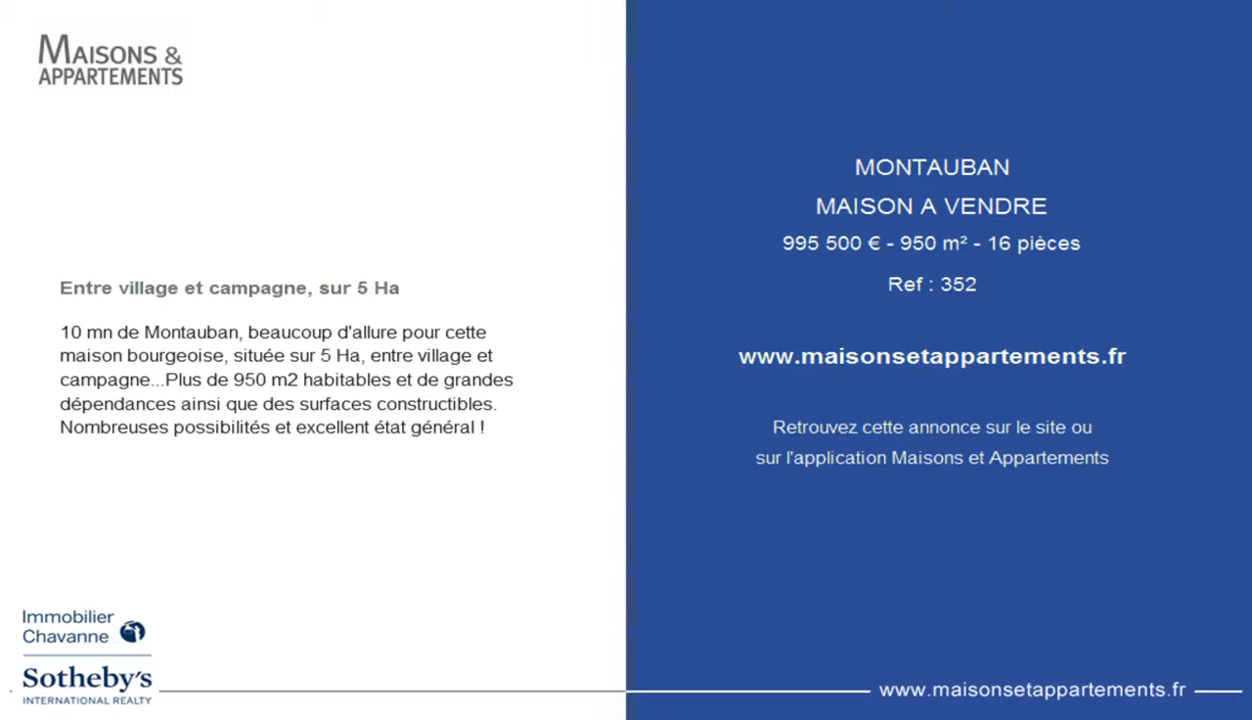 MAISONS &
APPARTEMENTS
Entre village et campagne, sur 5 Ha
10 mn de Montauban, beaucoup d'allure pour cette
maison bourgeoise, située sur 5 Ha, entre village et
campagne...Plus de 950 m2 habitables et de grandes
dépendances ainsi que des surfaces constructibles.
Nombreuses possibilités et excellent état général !
Immobilier
Chavanne
Sotheby's
INTERNATIONAL REALTY
MONTAUBAN
MAISON A VENDRE
995 500 € - 950 m² - 16 pièces
Ref : 352
www.maisonsetappartements.fr
Retrouvez cette annonce sur le site ou
sur l'application Maisons et Appartements
www.maisonsetappartements.fr